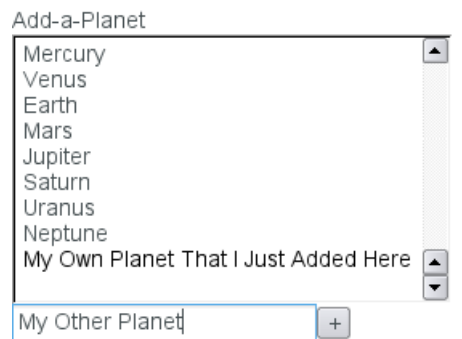 Add-a-Planet
Mercury
Venus
Earth
Mars
Jupiter
Saturn
Uranus
Neptune
My Own Planet That I Just Added Here
My Other Planet +